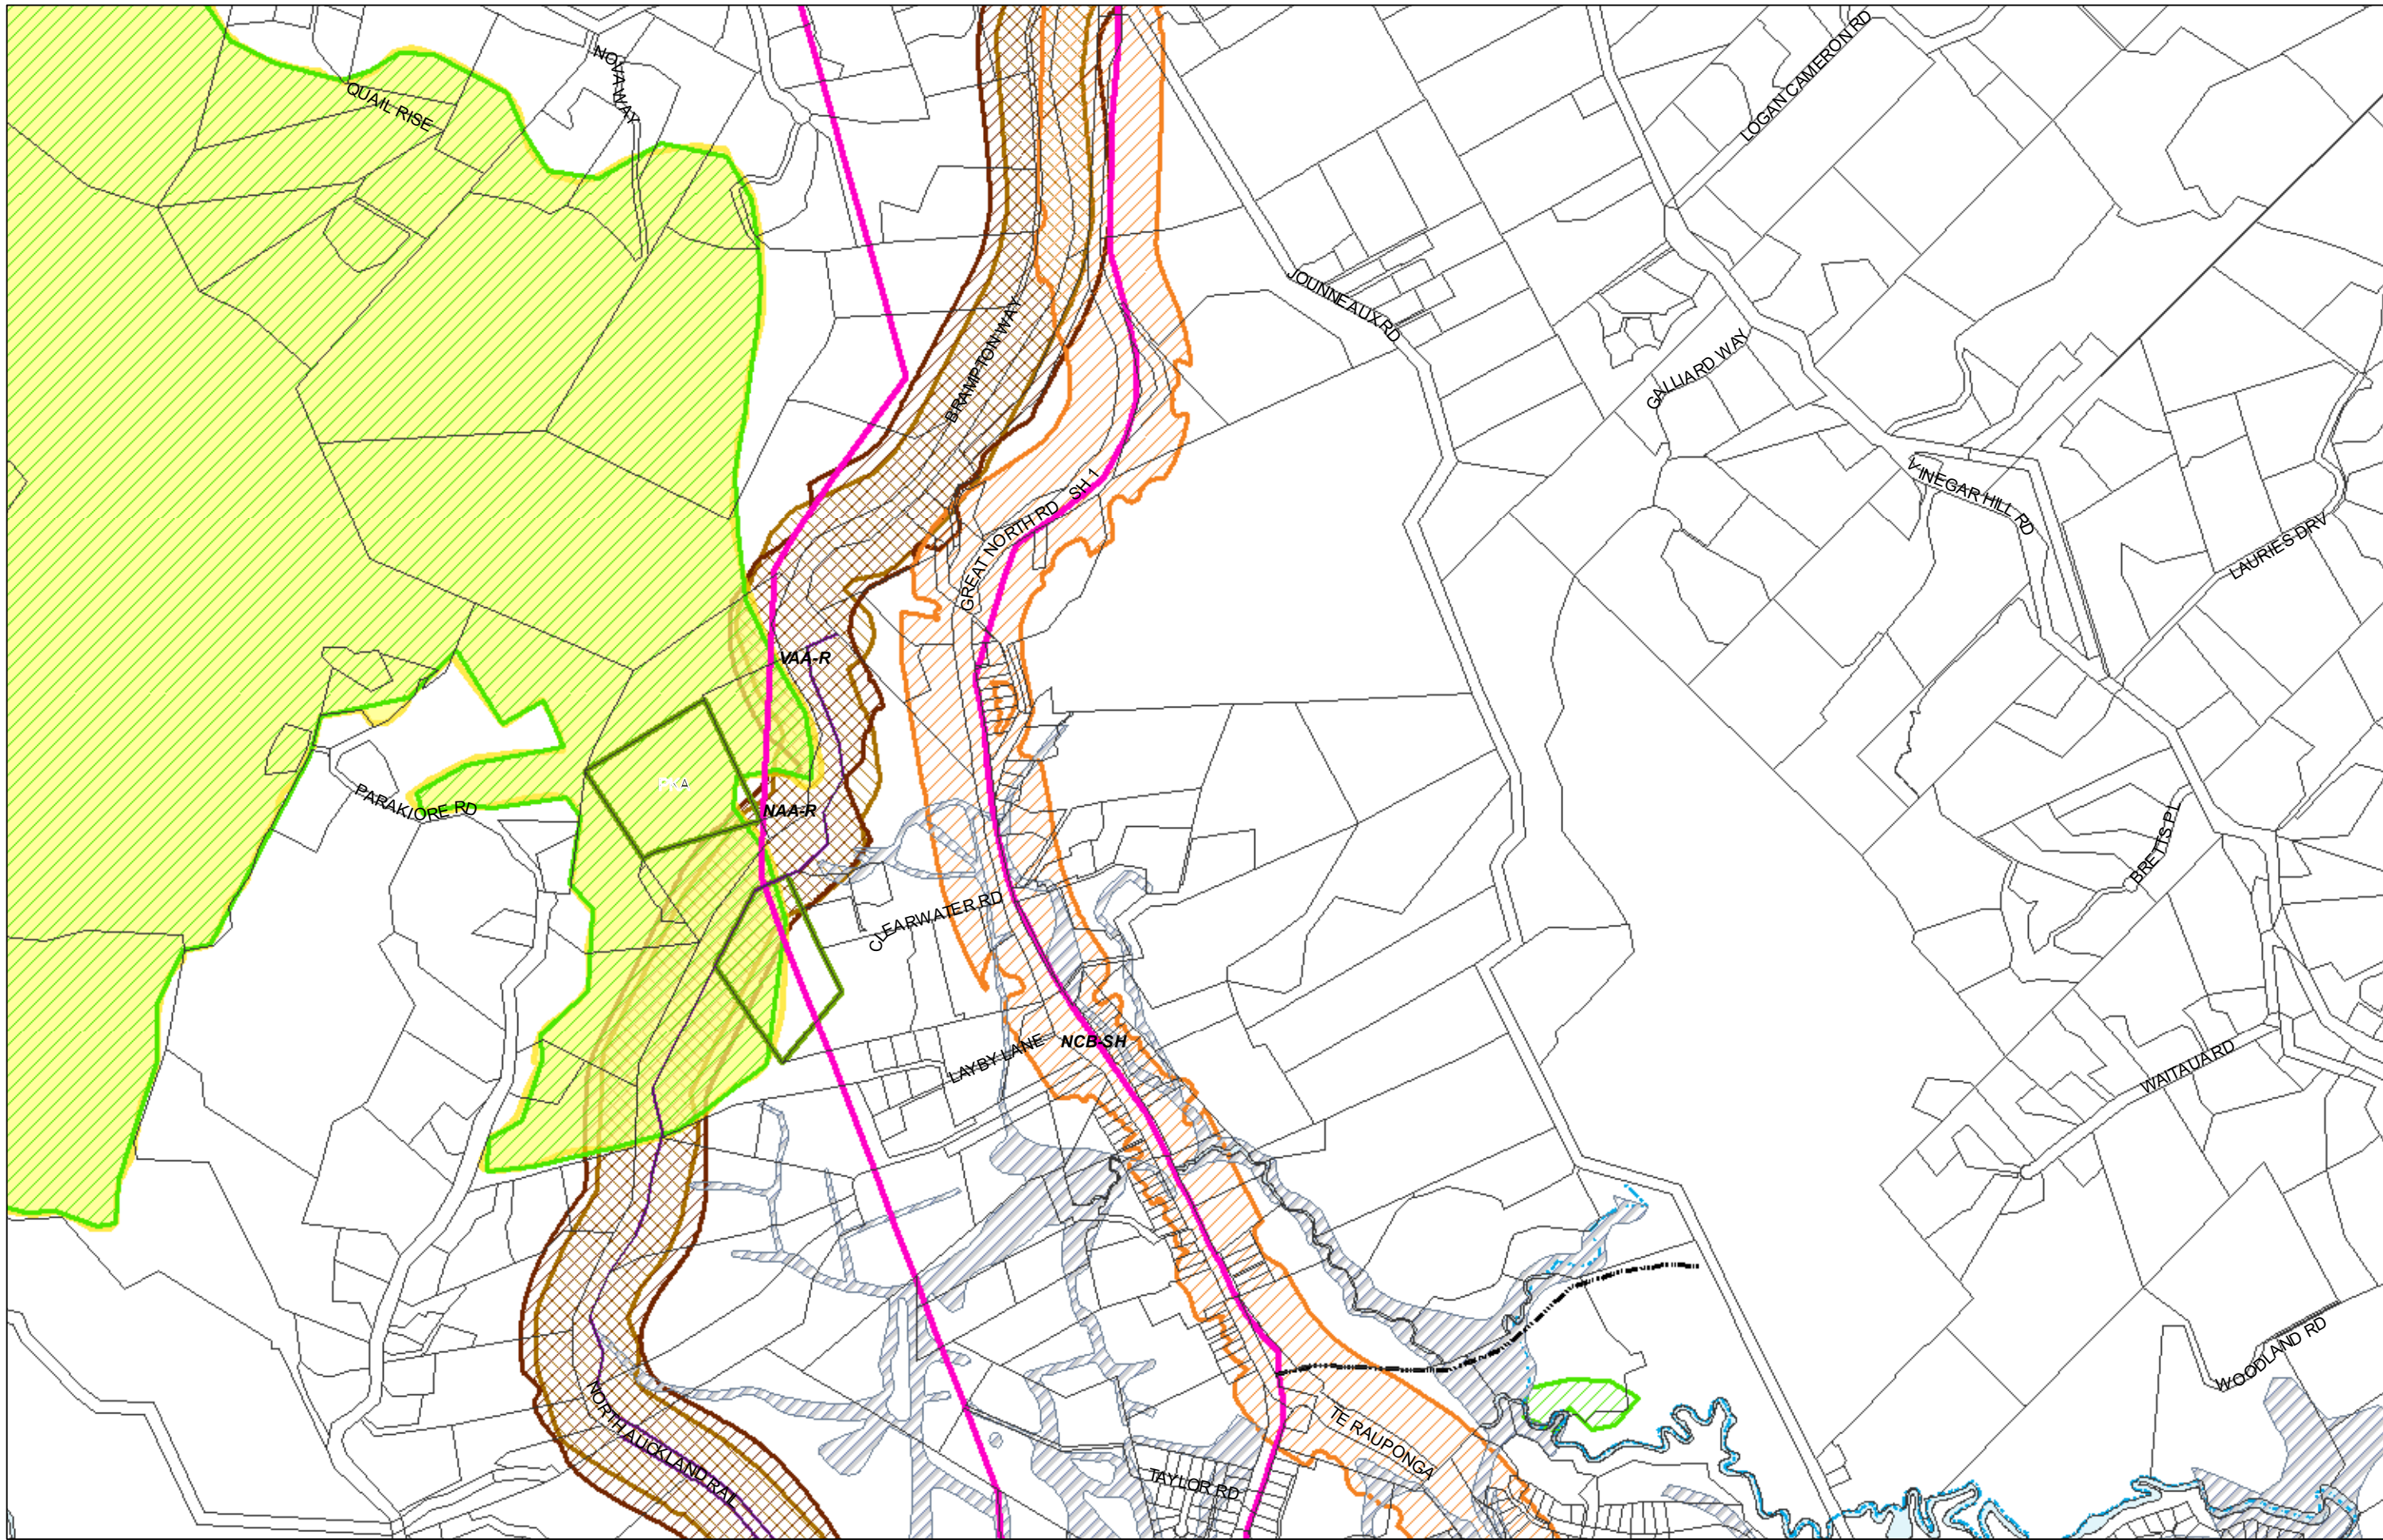 LOGAN CAMERON RD
NOVA WAY
QUAIL RISE
JOUNNEAUX RD
BRAMPTON WAY
GALLIARD WAY
VINEGAR HILL RD
SH 1
GREAT NORTH RD
LAURIES DRV
VAA-R
PARAKIORE RD
NAA-R
BRETTS PL
CLEARWATER RD
LAYBY LANE
NCB-SH
WAITAUA RD
WOODLAND RD
NORTH AUCKLAND RAIL
TE RAUPONGA
TAYLOR RD